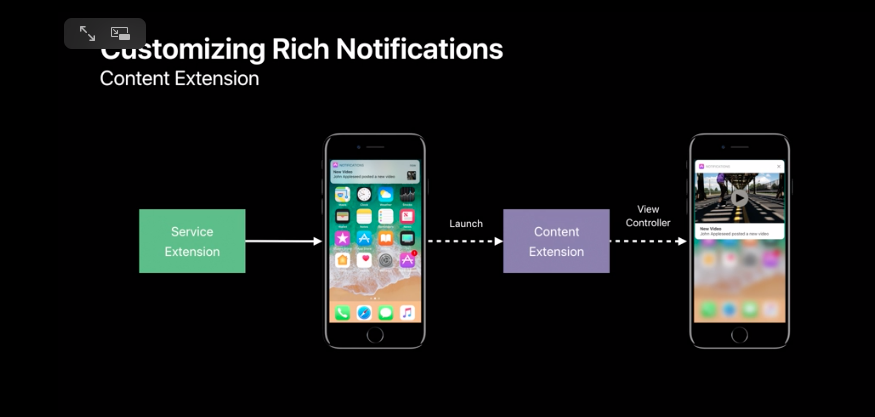 Customizing Rich Notifications
Content Extension
New Video
John Appleseed posted a new video
Service
Extension
Launch
Content
Extension
View
Controller
New Video
John Appleseed posted a new video